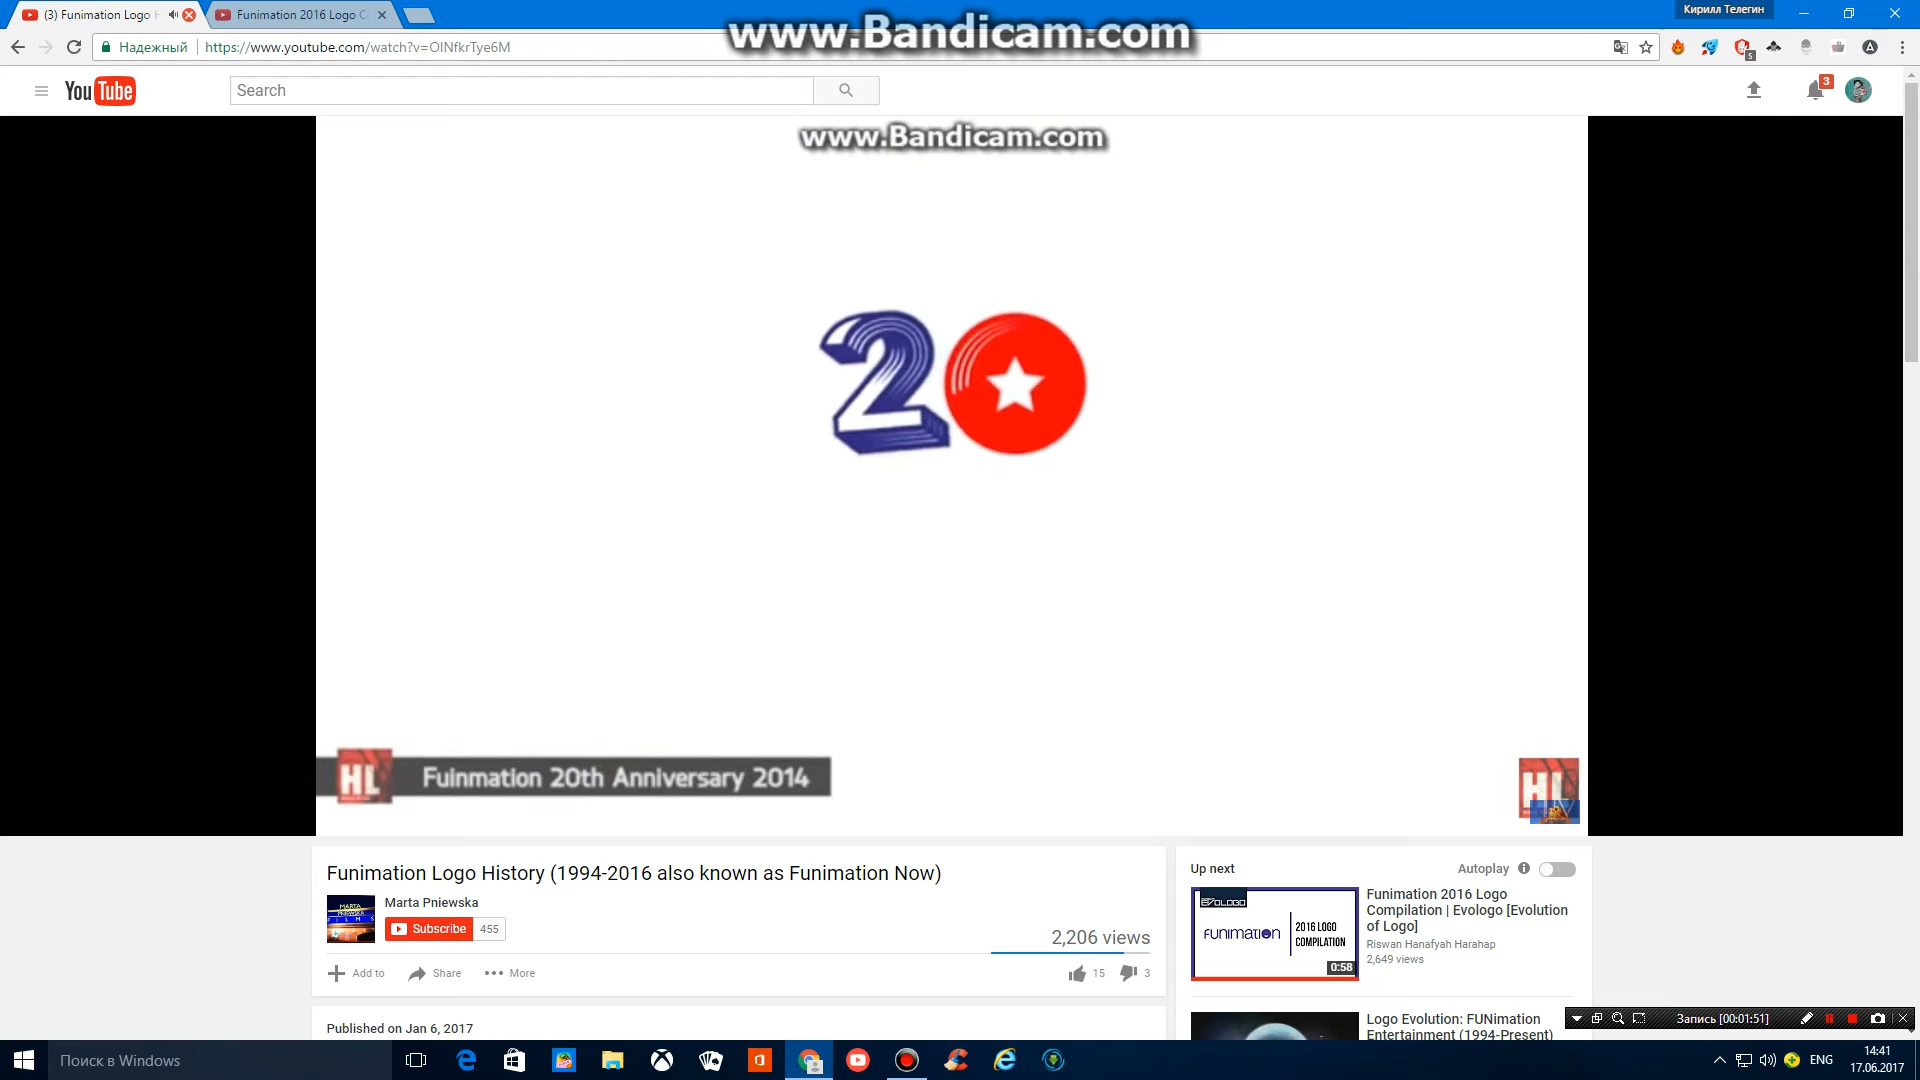 (3) Funimation Logo H
Funimation 2016 Logo C
Кирилл Телегин
www.Bandicam.com
Надежный
https://www.youtube.com/watch?v=OINfkrTye6M
5
YouTube
Search
3
www.Bandicam.com
20
HL
Fuinmation 20th Anniversary 2014
HL
Funimation Logo History (1994-2016 also known as Funimation Now)
MARTA
PNIEWSKA
FILMS
Marta Pniewska
Subscribe
455
2,206 views
Add to
Share
More
15
3
Published on Jan 6, 2017
Up next
Autoplay
EVOLOGO
FUNIMATION
2016 LOGO
COMPILATION
0:58
Funimation 2016 Logo
Compilation | Evologo [Evolution
of Logo]
Riswan Hanafyah Harahap
2,649 views
Logo Evolution: FUNimation
Entertainment (1994-Present)
Запись [00:01:51]
Поиск в Windows
ENG
14:41
17.06.2017